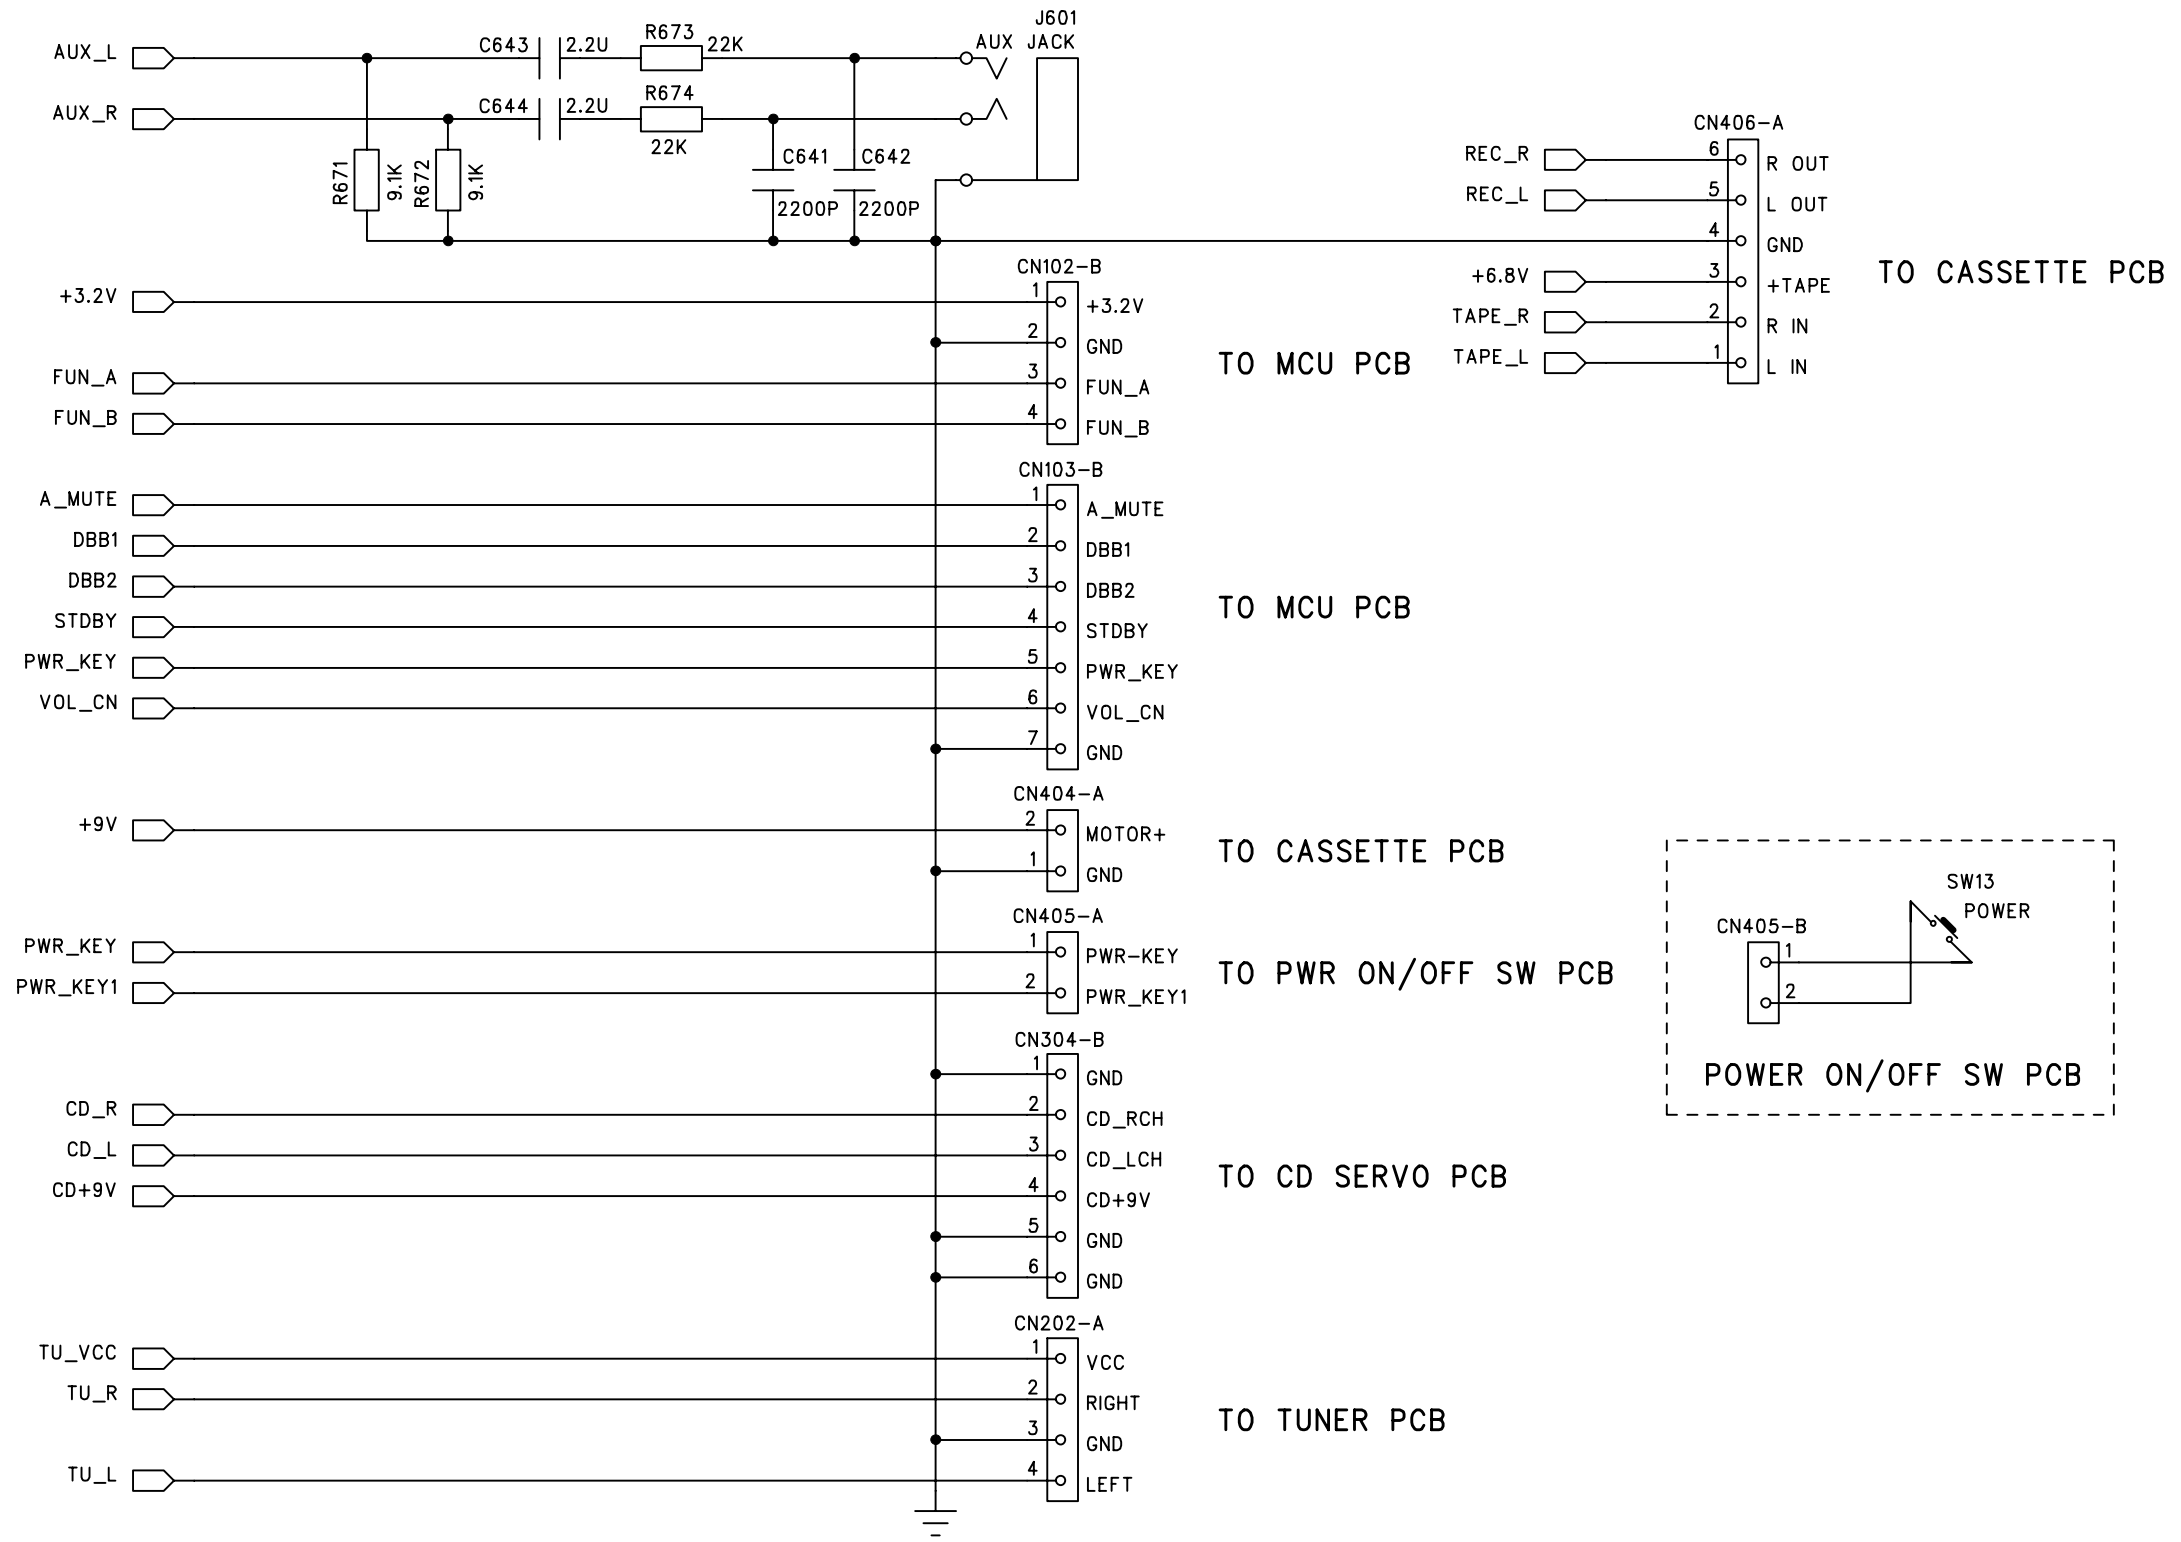 J601
AUX JACK
AUX_L
C643 2.2U
R673 22K
AUX_R
C644 2.2U
R674
22K
R671 9.1K
R672 9.1K
C641
2200P
C642
2200P
CN406-A
REC_R 6 R OUT
REC_L 5 L OUT
4 GND
+6.8V 3 +TAPE
TAPE_R 2 R IN
TAPE_L 1 L IN
TO CASSETTE PCB
CN102-B
+3.2V 1 +3.2V
2 GND
FUN_A 3 FUN_A
FUN_B 4 FUN_B
TO MCU PCB
CN103-B
A_MUTE 1 A_MUTE
DBB1 2 DBB1
DBB2 3 DBB2
STDBY 4 STDBY
PWR_KEY 5 PWR_KEY
VOL_CN 6 VOL_CN
7 GND
TO MCU PCB
CN404-A
+9V 2 MOTOR+
1 GND
TO CASSETTE PCB
CN405-A
PWR_KEY 1 PWR-KEY
PWR_KEY1 2 PWR_KEY1
TO PWR ON/OFF SW PCB
SW13
POWER
CN405-B
1
2
POWER ON/OFF SW PCB
CN304-B
1 GND
CD_R 2 CD_RCH
CD_L 3 CD_LCH
CD+9V 4 CD+9V
5 GND
6 GND
TO CD SERVO PCB
CN202-A
TU_VCC 1 VCC
TU_R 2 RIGHT
3 GND
TU_L 4 LEFT
TO TUNER PCB